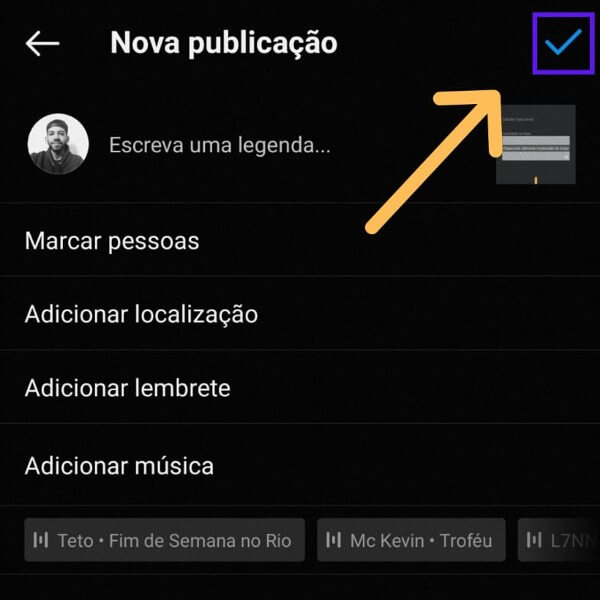 Nova publicação
Escreva uma legenda...
Marcar pessoas
Adicionar localização
Adicionar lembrete
Adicionar música
Teto • Fim de Semana no Rio
Mc Kevin • Troféu